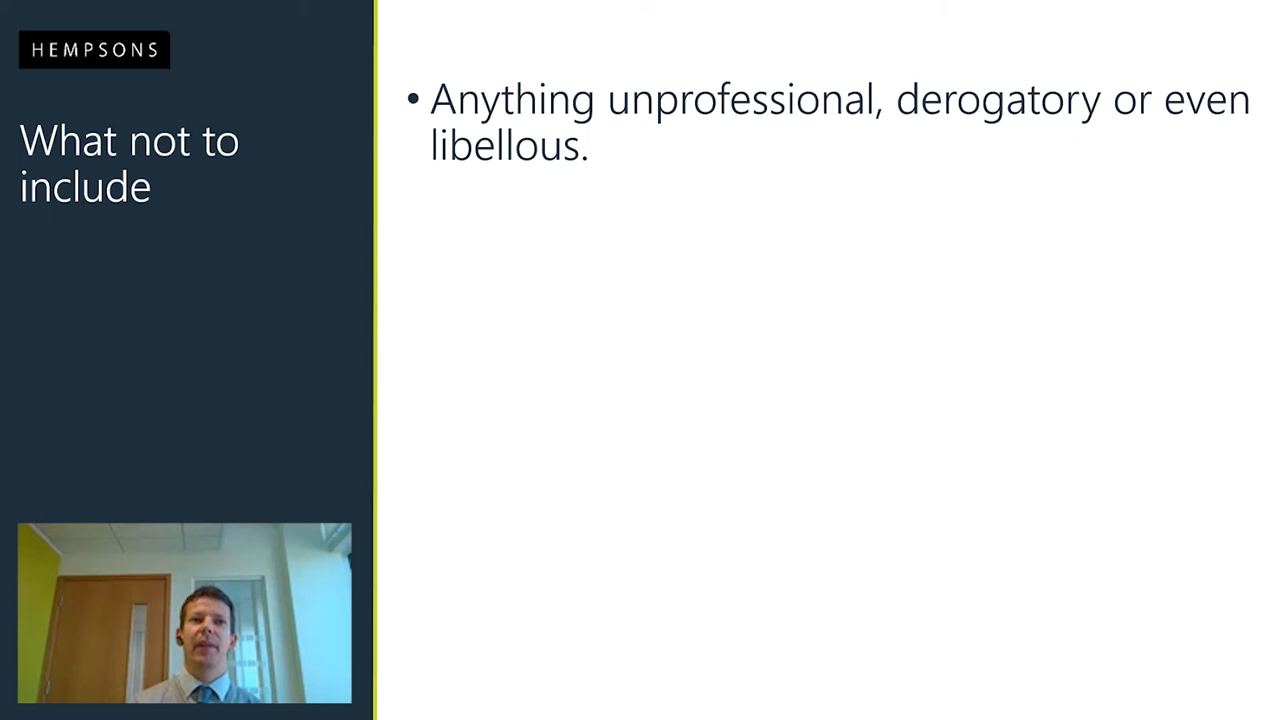 HEMPSONS
What not to
include
• Anything unprofessional, derogatory or even
libellous.